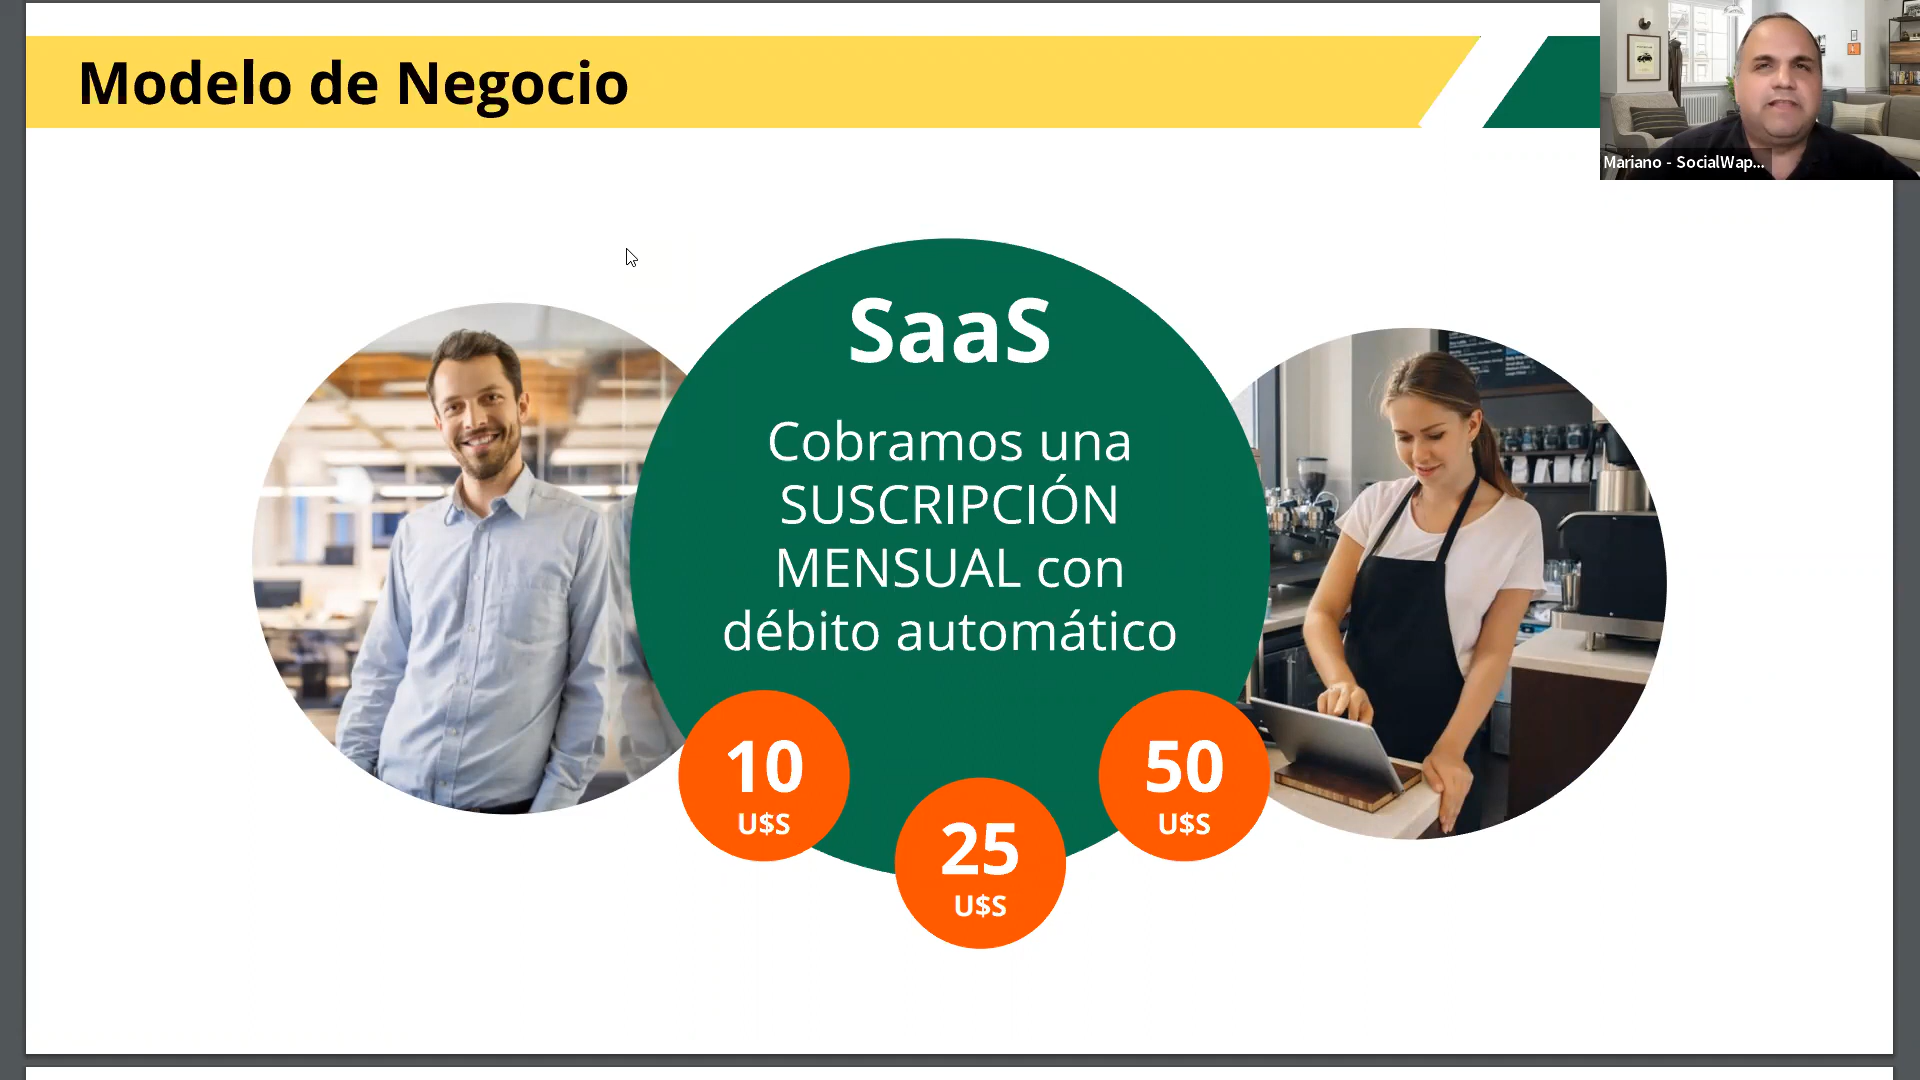 Modelo de Negocio
Mariano - SocialWap...
SaaS
Cobramos una
SUSCRIPCIÓN
MENSUAL con
débito automático
10
U$S
25
U$S
50
U$S